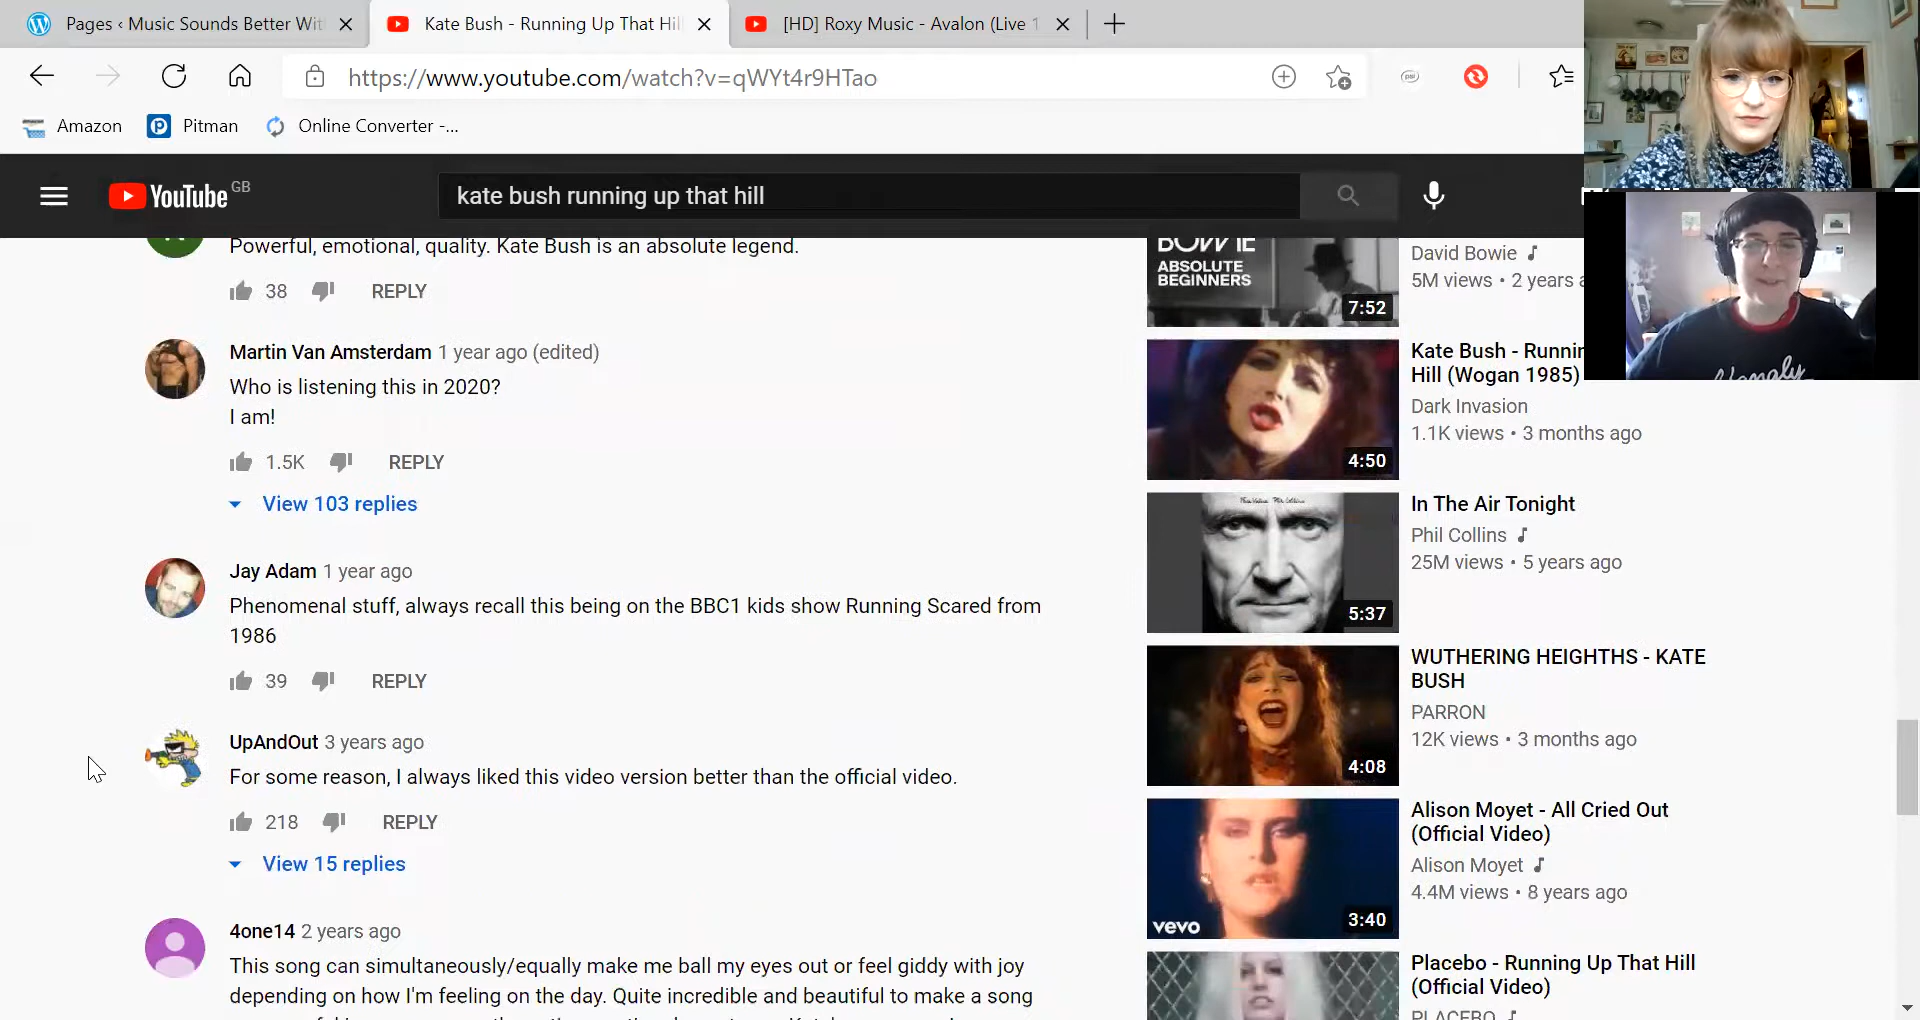 Pages ‹ Music Sounds Better Wit
Kate Bush - Running Up That Hil
[HD] Roxy Music - Avalon (Live 1
https://www.youtube.com/watch?v=qWYt4r9HTao
psi
Amazon
Pitman
Online Converter -...
YouTube GB
kate bush running up that hill
Powerful, emotional, quality. Kate Bush is an absolute legend.
38 REPLY
Martin Van Amsterdam 1 year ago (edited)
Who is listening this in 2020?
I am!
1.5K REPLY
View 103 replies
Jay Adam 1 year ago
Phenomenal stuff, always recall this being on the BBC1 kids show Running Scared from
1986
39 REPLY
UpAndOut 3 years ago
For some reason, I always liked this video version better than the official video.
218 REPLY
View 15 replies
4one14 2 years ago
This song can simultaneously/equally make me ball my eyes out or feel giddy with joy
depending on how I'm feeling on the day. Quite incredible and beautiful to make a song
BOWIE
ABSOLUTE
BEGINNERS
7:52
David Bowie
5M views • 2 years a
4:50
Kate Bush - Runnin
Hill (Wogan 1985)
Dark Invasion
1.1K views • 3 months ago
5:37
In The Air Tonight
Phil Collins
25M views • 5 years ago
4:08
WUTHERING HEIGHTHS - KATE
BUSH
PARRON
12K views • 3 months ago
vevo
3:40
Alison Moyet - All Cried Out
(Official Video)
Alison Moyet
4.4M views • 8 years ago
Placebo - Running Up That Hill
(Official Video)
PLACEBO